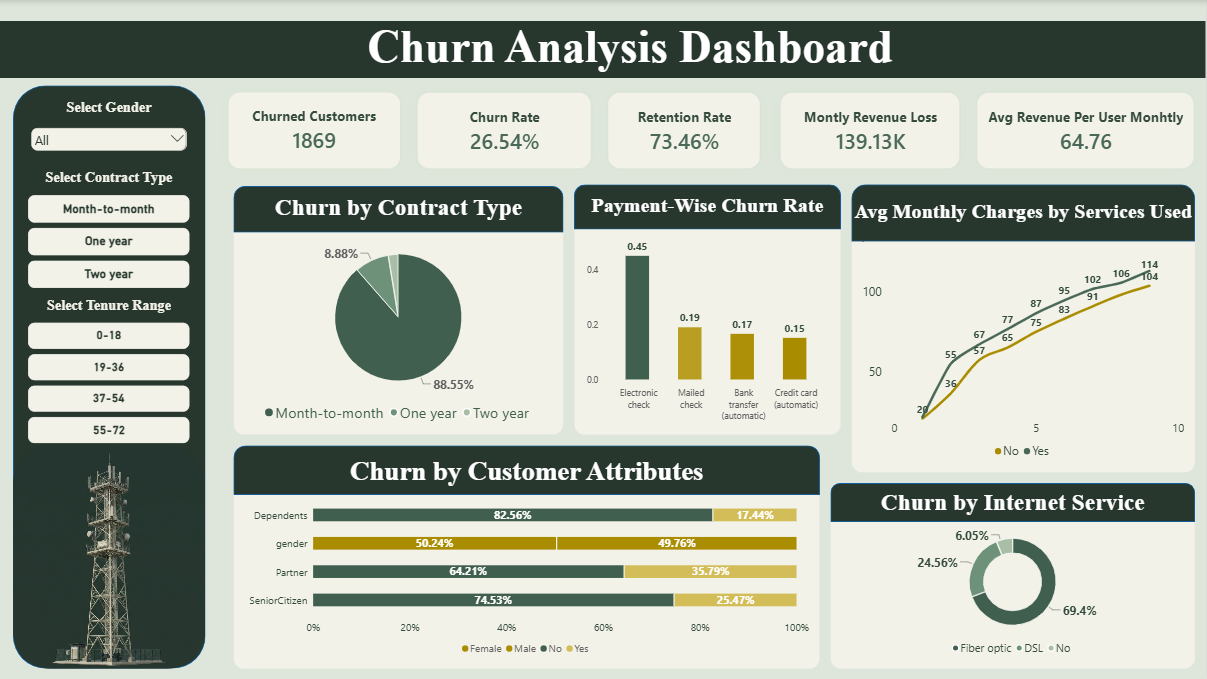 Churn Analysis Dashboard
Select Gender
All
Select Contract Type
Month-to-month
One year
Two year
Select Tenure Range
0-18
19-36
37-54
55-72
Churned Customers
1869
Churn Rate
26.54%
Retention Rate
73.46%
Montly Revenue Loss
139.13K
Avg Revenue Per User Monhtly
64.76
Churn by Contract Type
8.88%
88.55%
Month-to-month One year Two year
Payment-Wise Churn Rate
0.45
0.4
0.19
0.17
0.15
0.2
0.0
Electronic check
Mailed check
Bank transfer (automatic)
Credit card (automatic)
Avg Monthly Charges by Services Used
114
104
106
102
95
91
87
83
77
75
67
65
57
55
36
20
100
50
0 5 10
No Yes
Churn by Customer Attributes
Dependents 82.56% 17.44%
gender 50.24% 49.76%
Partner 64.21% 35.79%
SeniorCitizen 74.53% 25.47%
0% 20% 40% 60% 80% 100%
Female Male No Yes
Churn by Internet Service
6.05%
24.56%
69.4%
Fiber optic DSL No